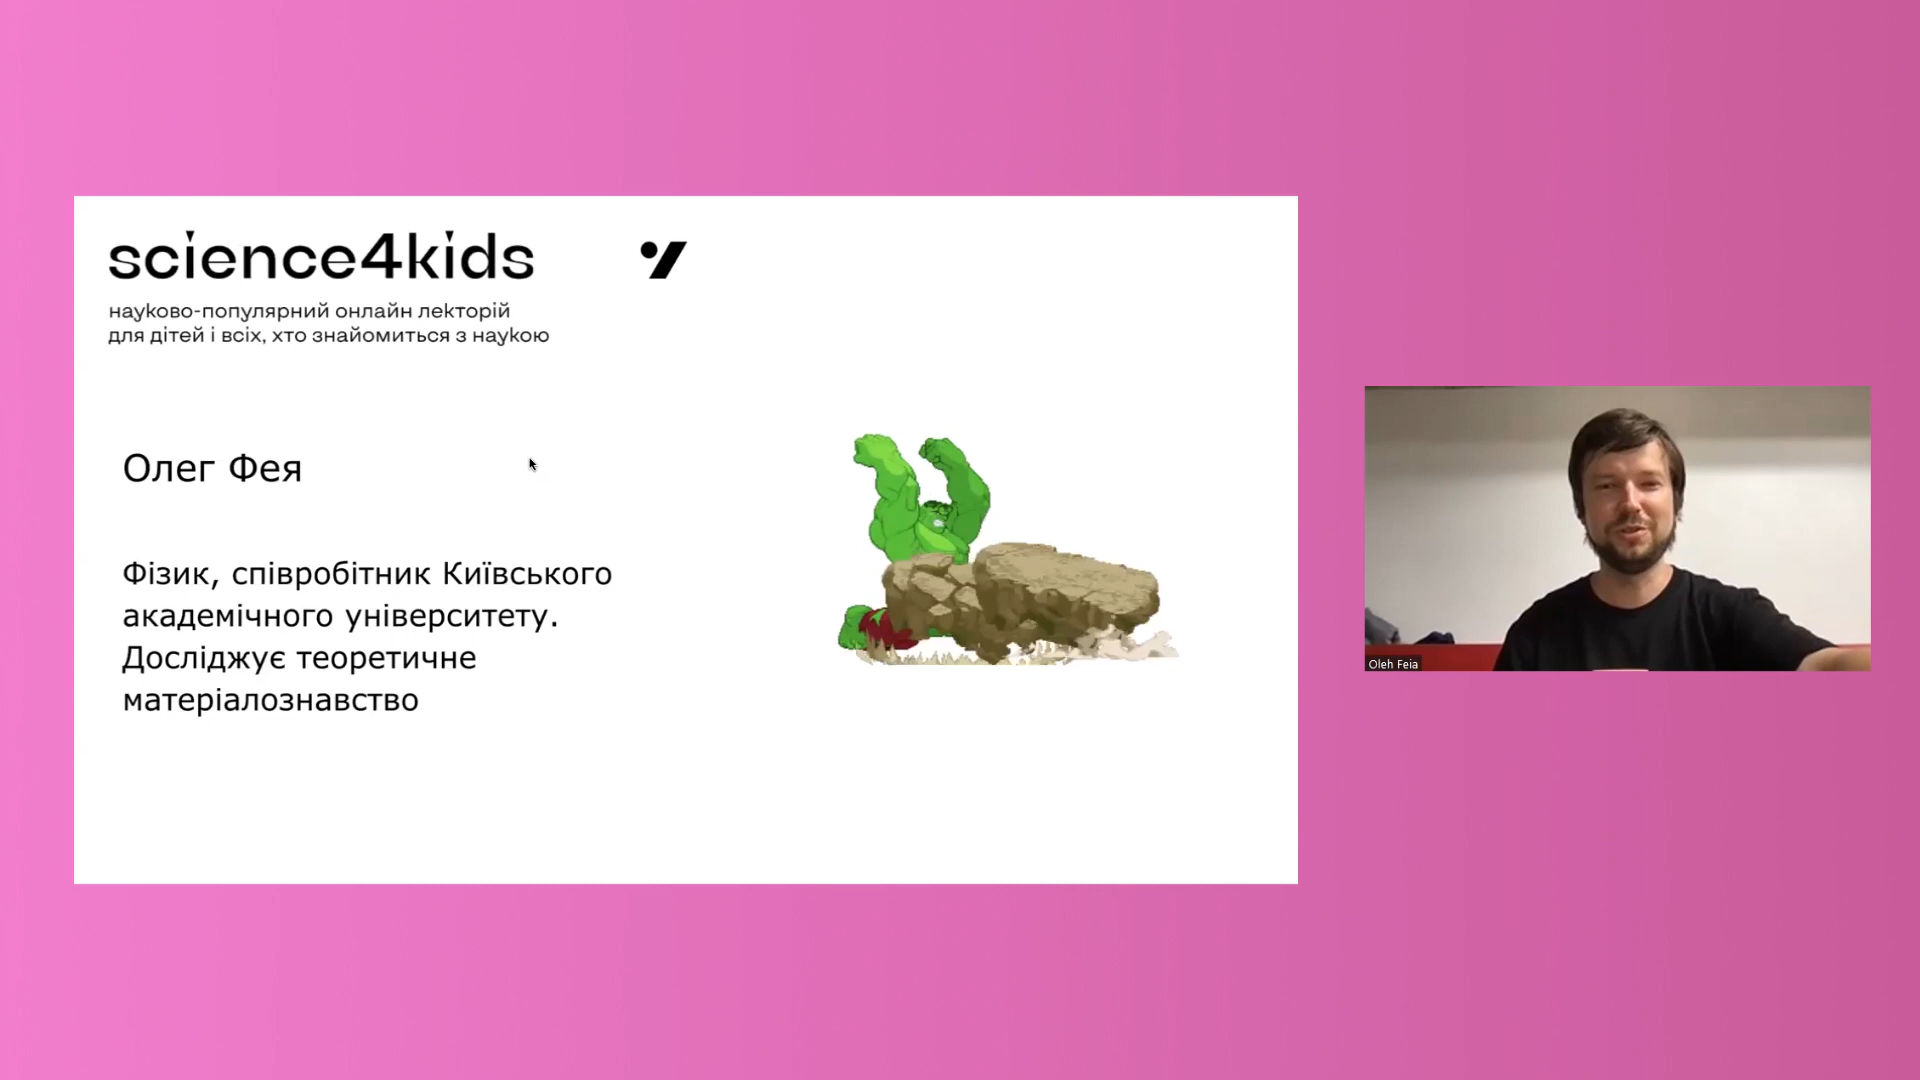 science4kids
науково-популярний онлайн лекторій
для дітей і всіх, хто знайомиться з наукою
Олег Фея
Фізик, співробітник Київського
академічного університету.
Досліджує теоретичне
матеріалознавство
Oleh Feia